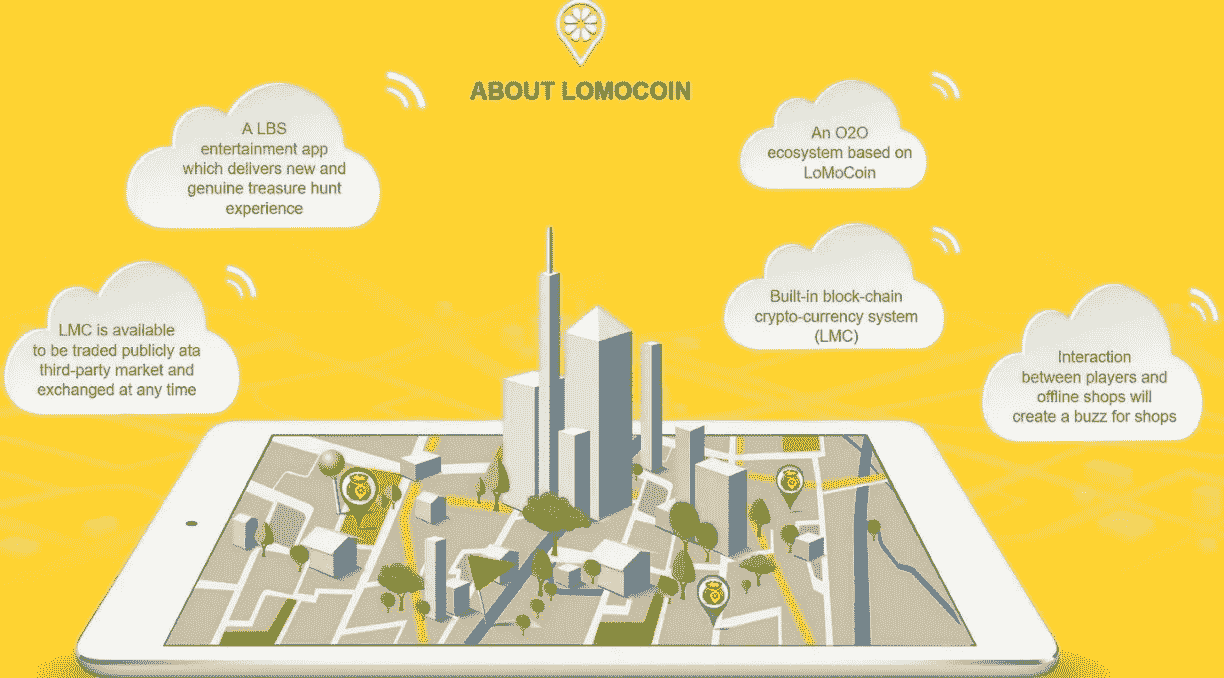 ABOUT LOMOCOIN
A LBS
entertainment app
which delivers new and
genuine treasure hunt
experience
An O2O
ecosystem based on
LoMoCoin
LMC is available
to be traded publicly ata
third-party market and
exchanged at any time
Built-in block-chain
crypto-currency system
(LMC)
Interaction
between players and
offline shops will
create a buzz for shops